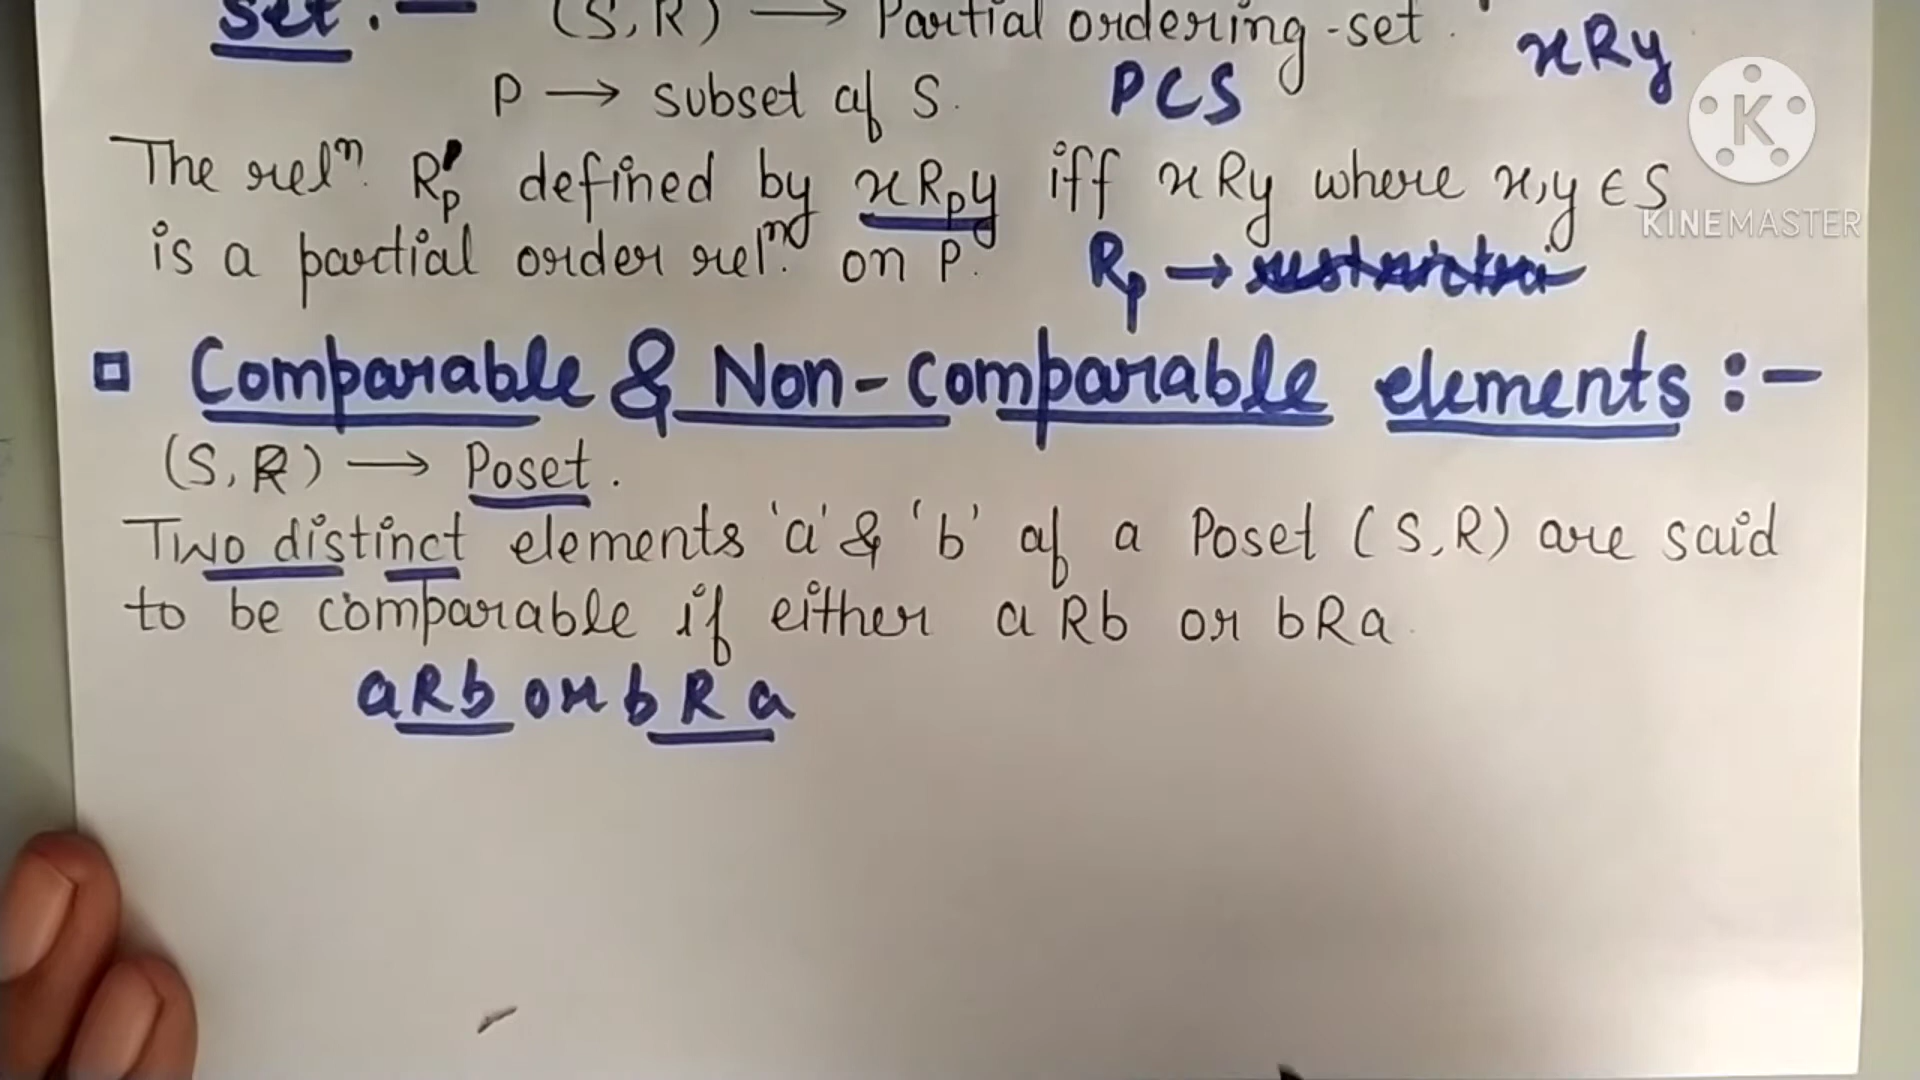 set :— (S, R) → Partial ordering-set.
xRy
P → subset of S. PCS
The relⁿ. R'p defined by xRpy iff xRy where x,y ∈ S
is a partial order relⁿ. on P. Rp →
KINEMASTER
Comparable & Non-comparable elements :-
(S, R) → Poset.
Two distinct elements 'a' & 'b' of a Poset (S, R) are said
to be comparable if either aRb or bRa.
aRb or bRa